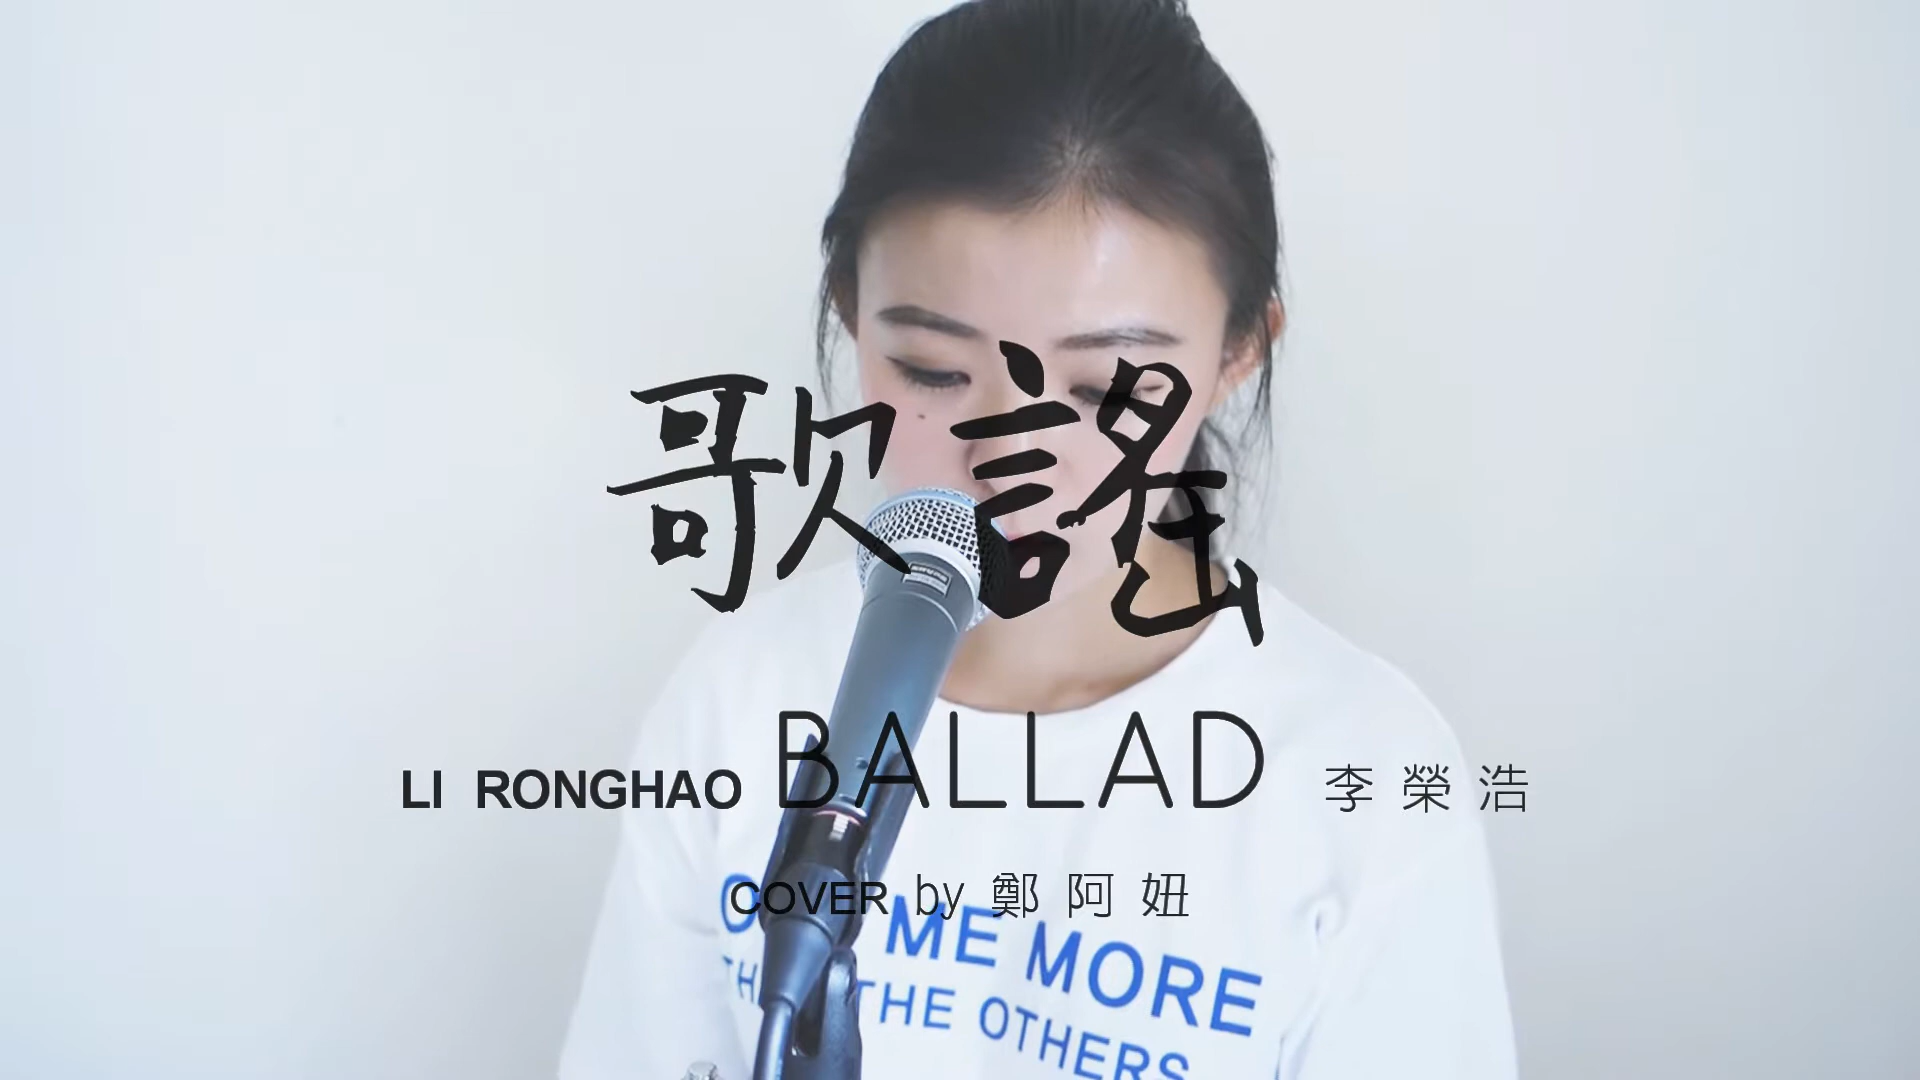 歌謠
LI RONGHAO BALLAD 李榮浩
COVER by 鄭阿妞
ME MORE
THE OTHERS